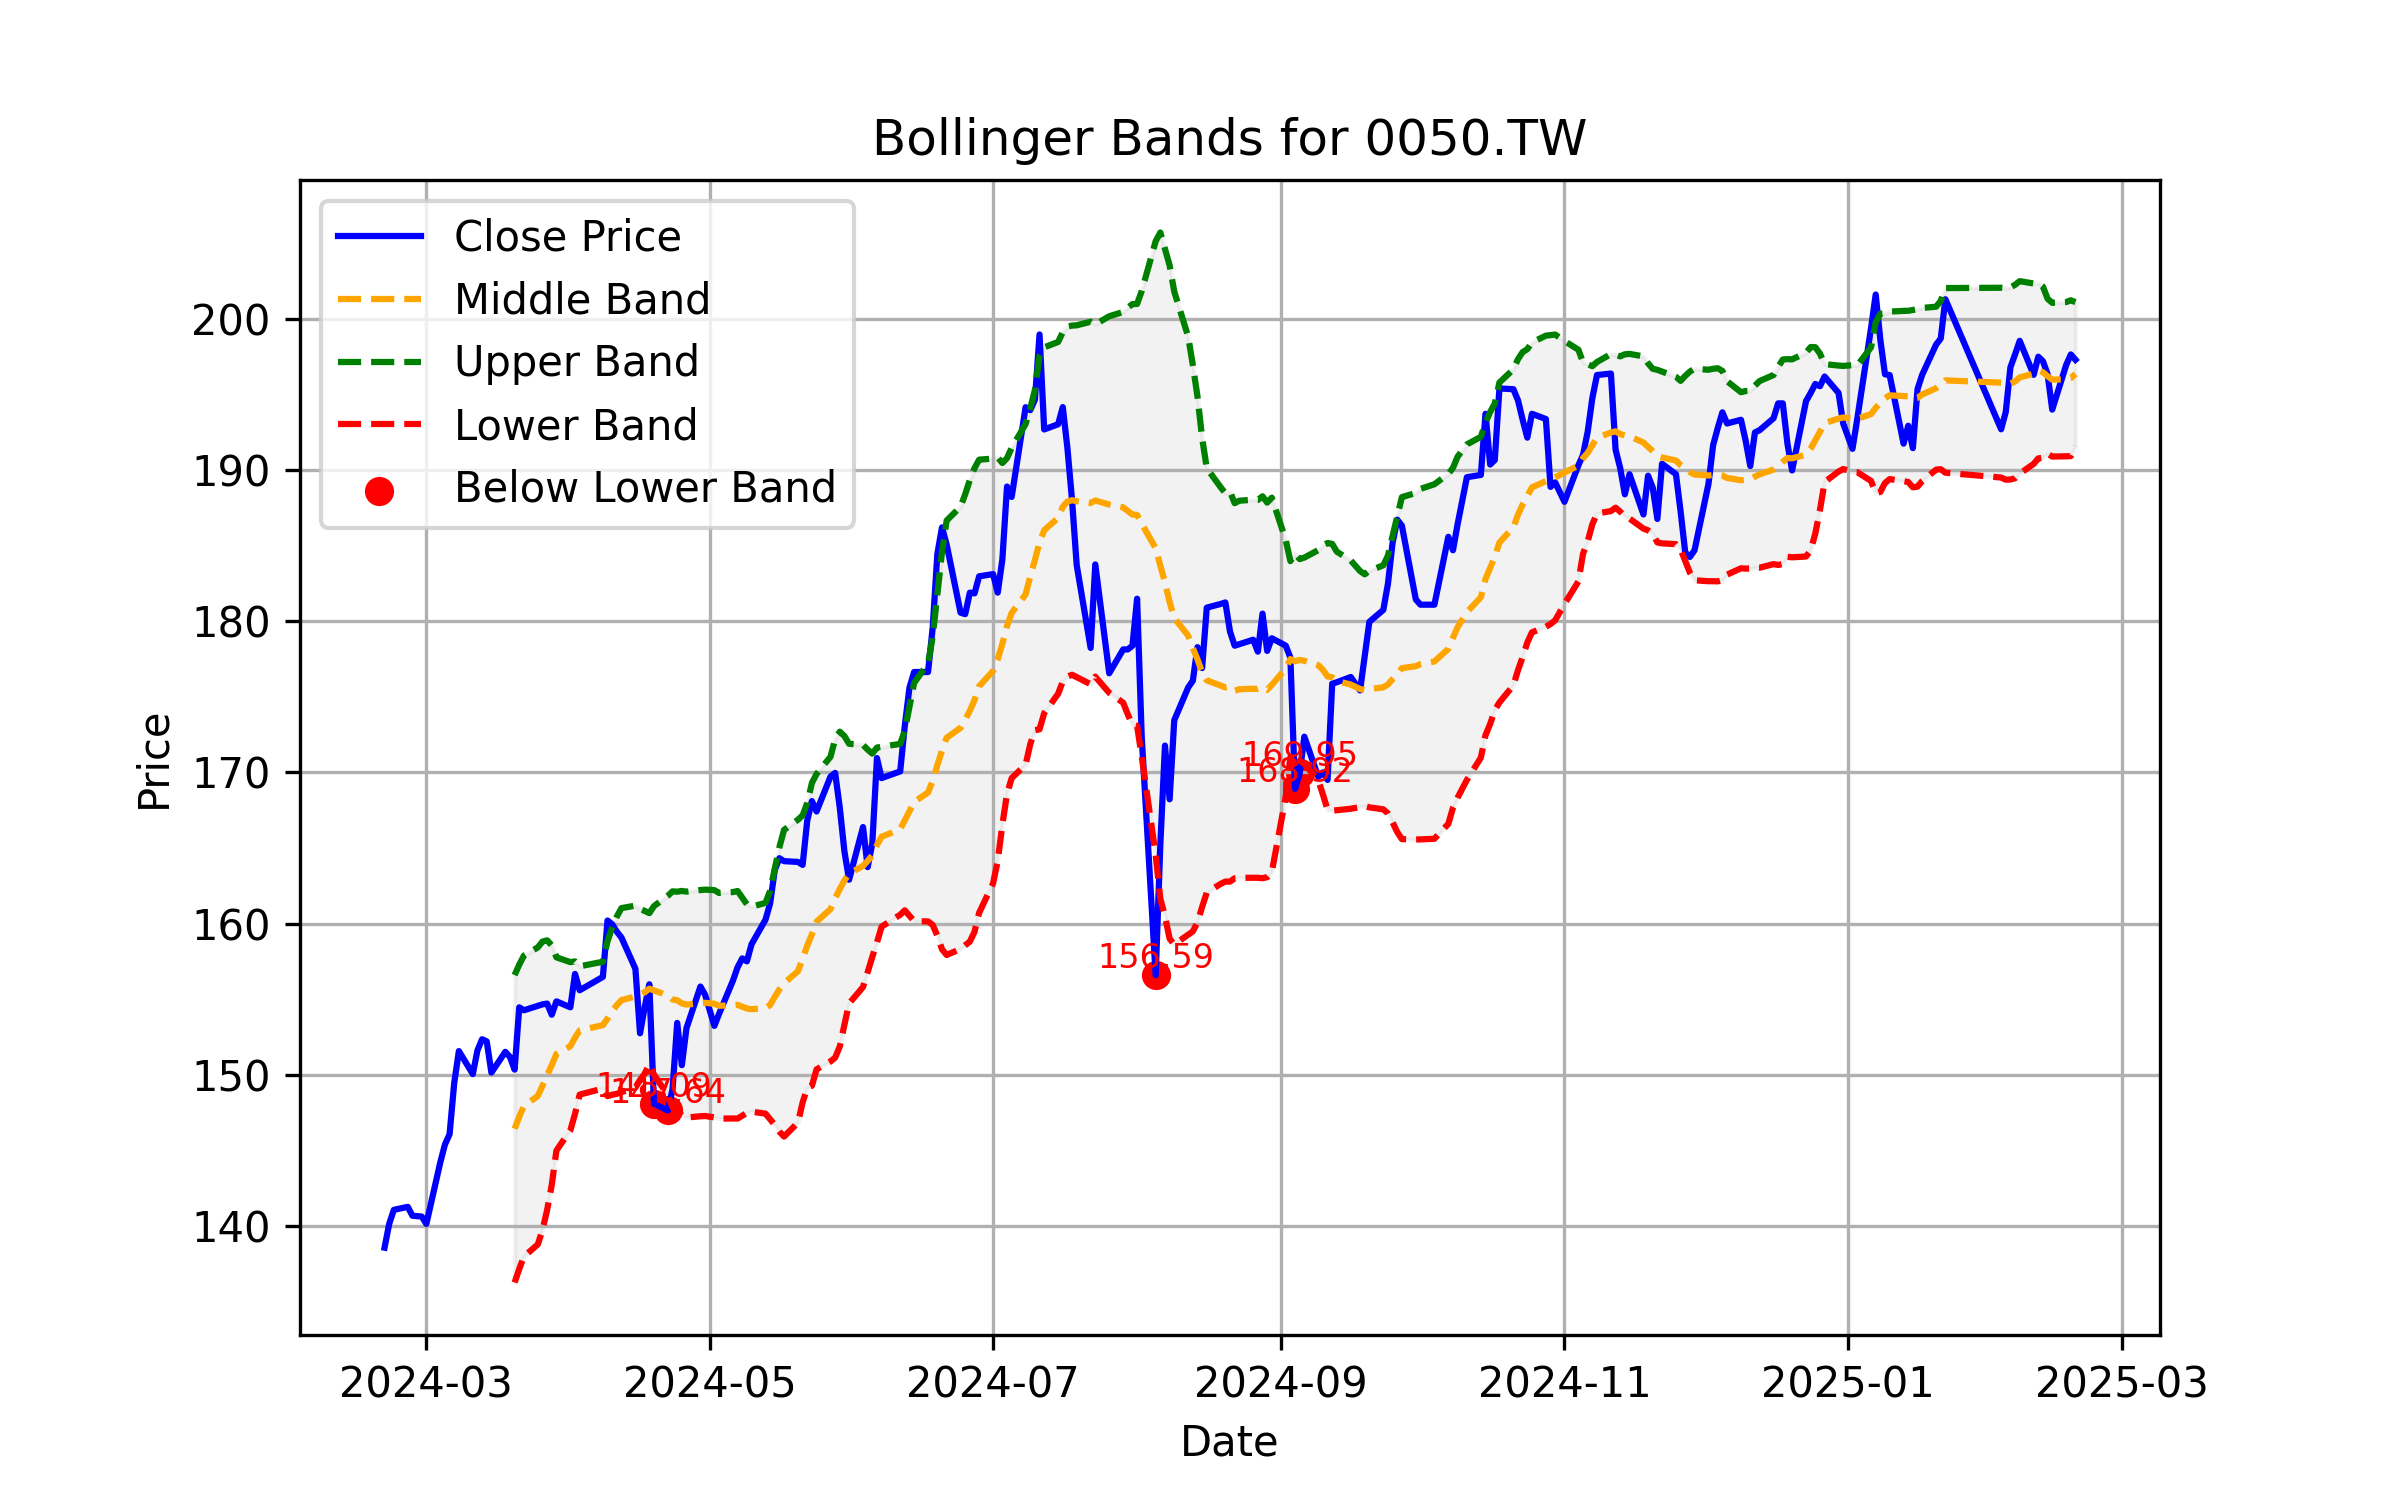 Bollinger Bands for 0050.TW
Close Price
Middle Band
Upper Band
Lower Band
Below Lower Band
Price
200
190
180
170
160
150
140
156.59
2024-03
2024-05
2024-07
2024-09
2024-11
2025-01
2025-03
Date